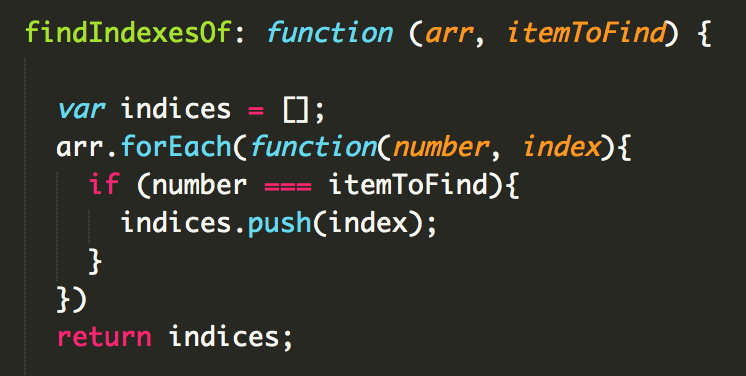 findIndexesOf: function (arr, itemToFind) {
var indices = [];
arr.forEach(function(number, index){
if (number === itemToFind){
indices.push(index);
}
})
return indices;